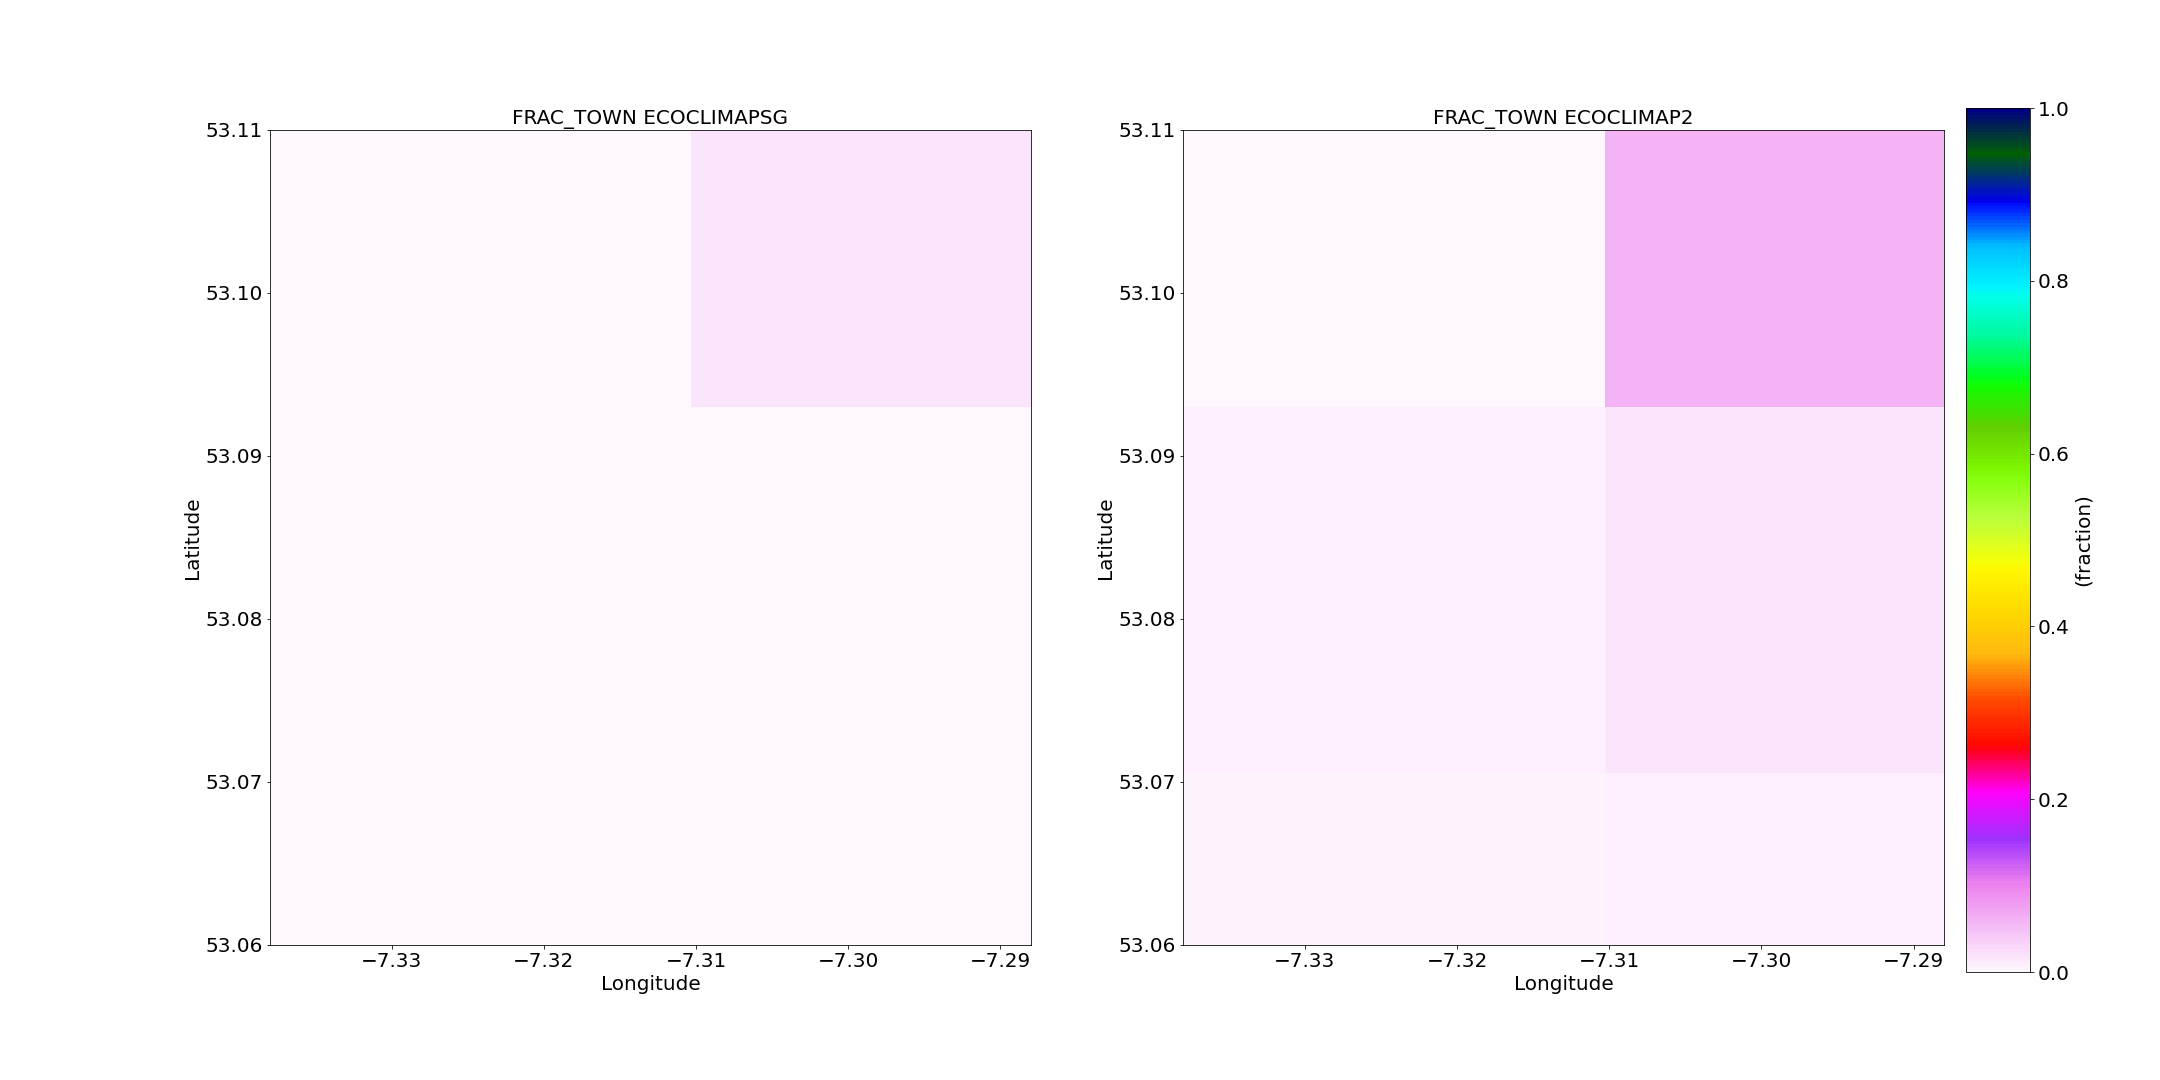 FRAC_TOWN ECOCLIMAPSG
53.11
53.10
53.09
53.08
53.07
53.06
Latitude
−7.33 −7.32 −7.31 −7.30 −7.29
Longitude
FRAC_TOWN ECOCLIMAP2
53.11
53.10
53.09
53.08
53.07
53.06
Latitude
−7.33 −7.32 −7.31 −7.30 −7.29
Longitude
1.0
0.8
0.6
0.4
0.2
0.0
(fraction)